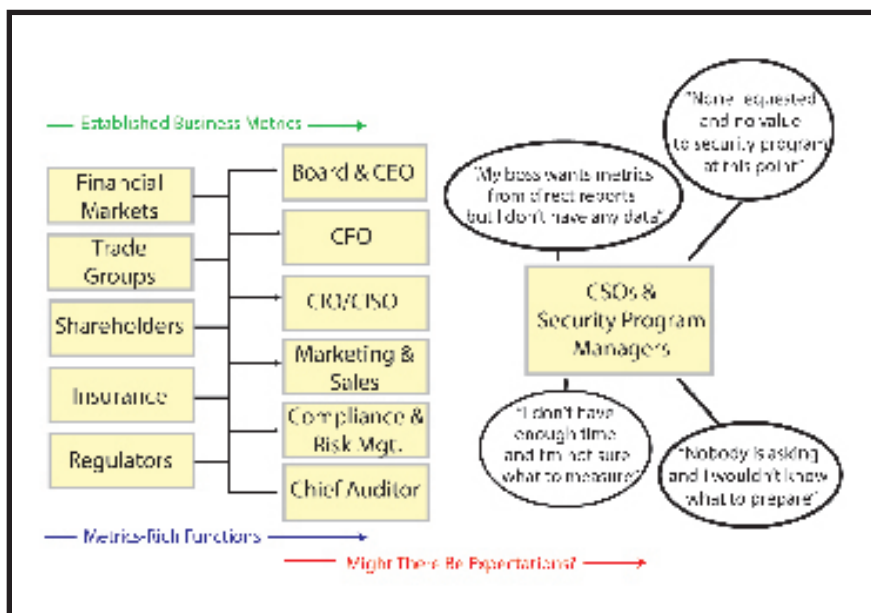 Established Business Metrics
Financial
Markets
Trade
Groups
Shareholders
Insurance
Regulators
Board & CEO
CFO
CIO/CISO
Marketing &
Sales
Compliance &
Risk Mgt.
Chief Auditor
Metrics-Rich Functions
Might There Be Expectations?
"My boss wants metrics
from direct reports
but I don't have any data"
"None requested
and no value
to security program
at this point"
CSOs &
Security Program
Managers
"I don't have
enough time
and I'm not sure
what to measure"
"Nobody is asking
and I wouldn't know
what to prepare"